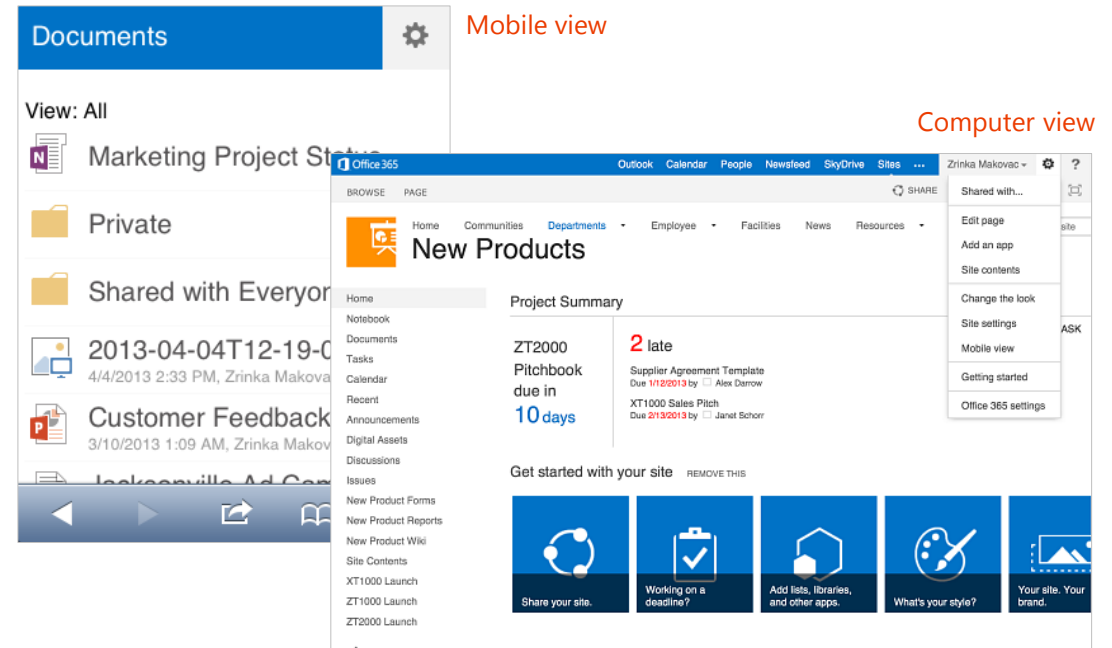 Mobile view
Documents
View: All
Marketing Project Status
Private
Shared with Everyon
2013-04-04T12-19-0
4/4/2013 2:33 PM, Zrinka Makova
Customer Feedback
3/10/2013 1:09 AM, Zrinka Makov
Computer view
Office 365
Outlook Calendar People Newsfeed SkyDrive Sites ... Zrinka Makovac ?
BROWSE PAGE SHARE
Home Communities Departments Employee Facilities News Resources
New Products
site
Shared with...
Edit page
Add an app
Site contents
Change the look
Site settings
Mobile view
Getting started
Office 365 settings
Home
Notebook
Documents
Tasks
Calendar
Recent
Announcements
Digital Assets
Discussions
Issues
New Product Forms
New Product Reports
New Product Wiki
Site Contents
XT1000 Launch
ZT1000 Launch
ZT2000 Launch
Project Summary
ASK
ZT2000
Pitchbook
due in
10 days
2 late
Supplier Agreement Template
Due 1/12/2013 by Alex Darrow
XT1000 Sales Pitch
Due 2/13/2013 by Janet Schorr
Get started with your site REMOVE THIS
Share your site.
Working on a
deadline?
Add lists, libraries,
and other apps.
What's your style?
Your site. Your
brand.